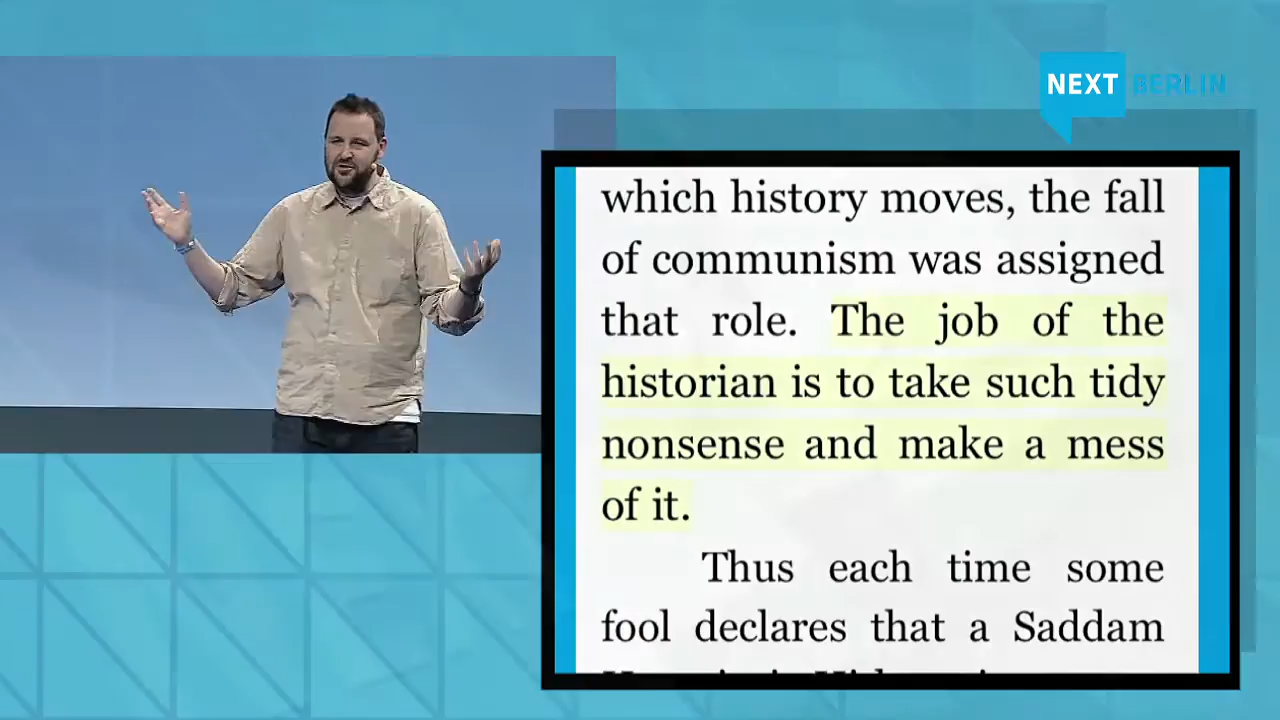 NEXT BERLIN
which history moves, the fall
of communism was assigned
that role. The job of the
historian is to take such tidy
nonsense and make a mess
of it.
Thus each time some
fool declares that a Saddam